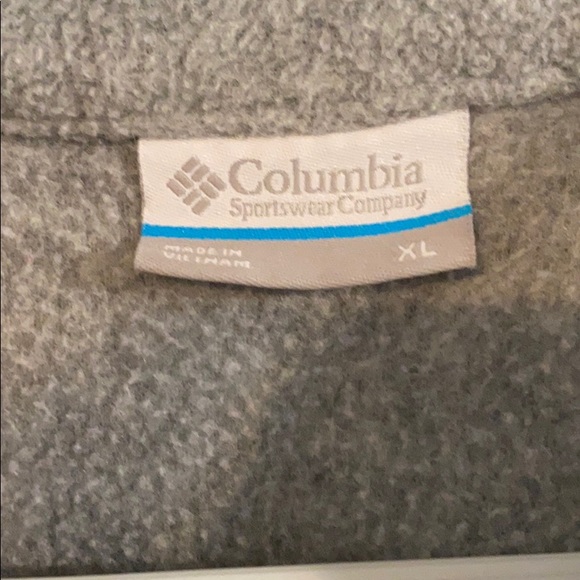 Columbia
Sportswear Company
MADE IN
VIETNAM
XL